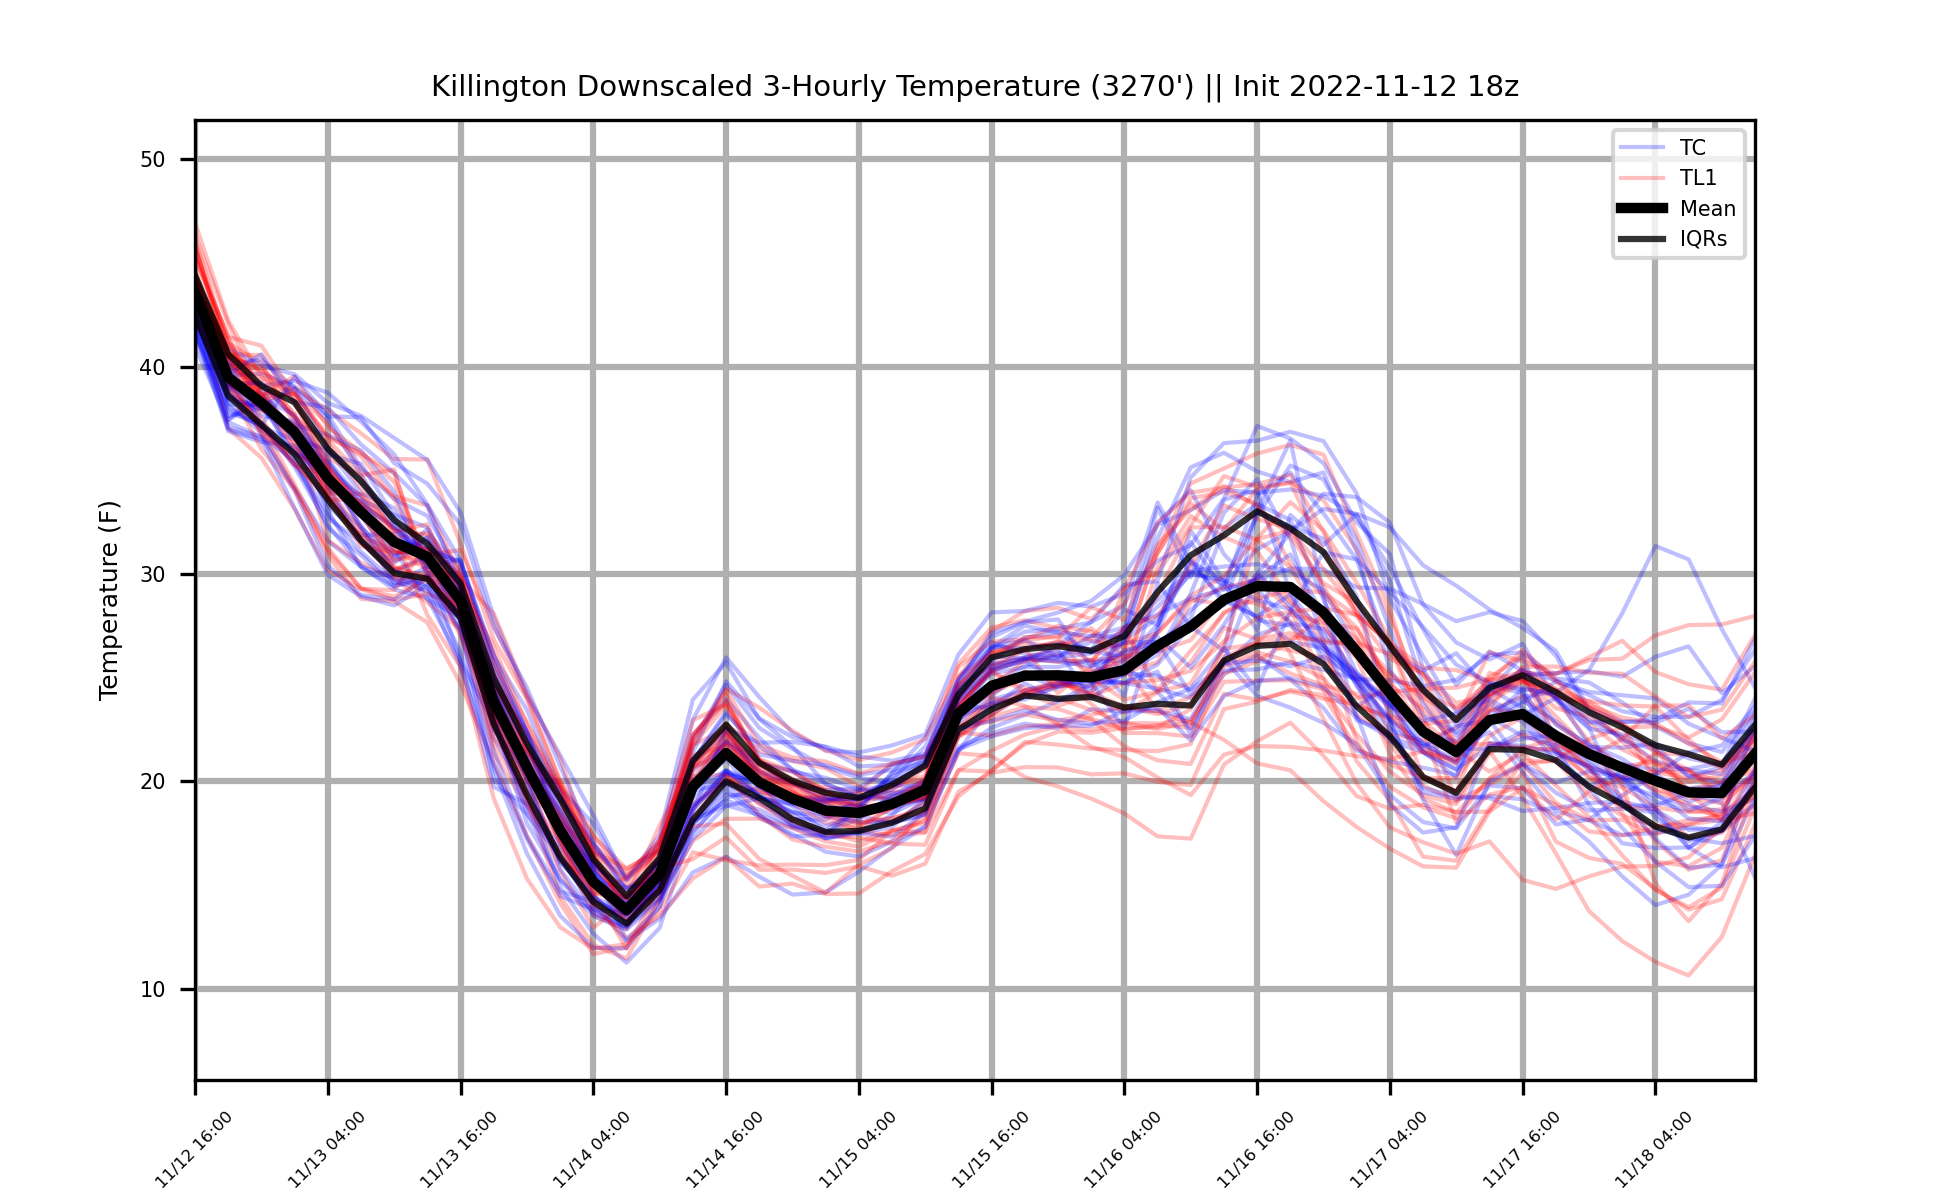 Killington Downscaled 3-Hourly Temperature (3270') || Init 2022-11-12 18z
TC
TL1
Mean
IQRs
Temperature (F)
50
40
30
20
10
11/12 16:00
11/13 04:00
11/13 16:00
11/14 04:00
11/14 16:00
11/15 04:00
11/15 16:00
11/16 04:00
11/16 16:00
11/17 04:00
11/17 16:00
11/18 04:00